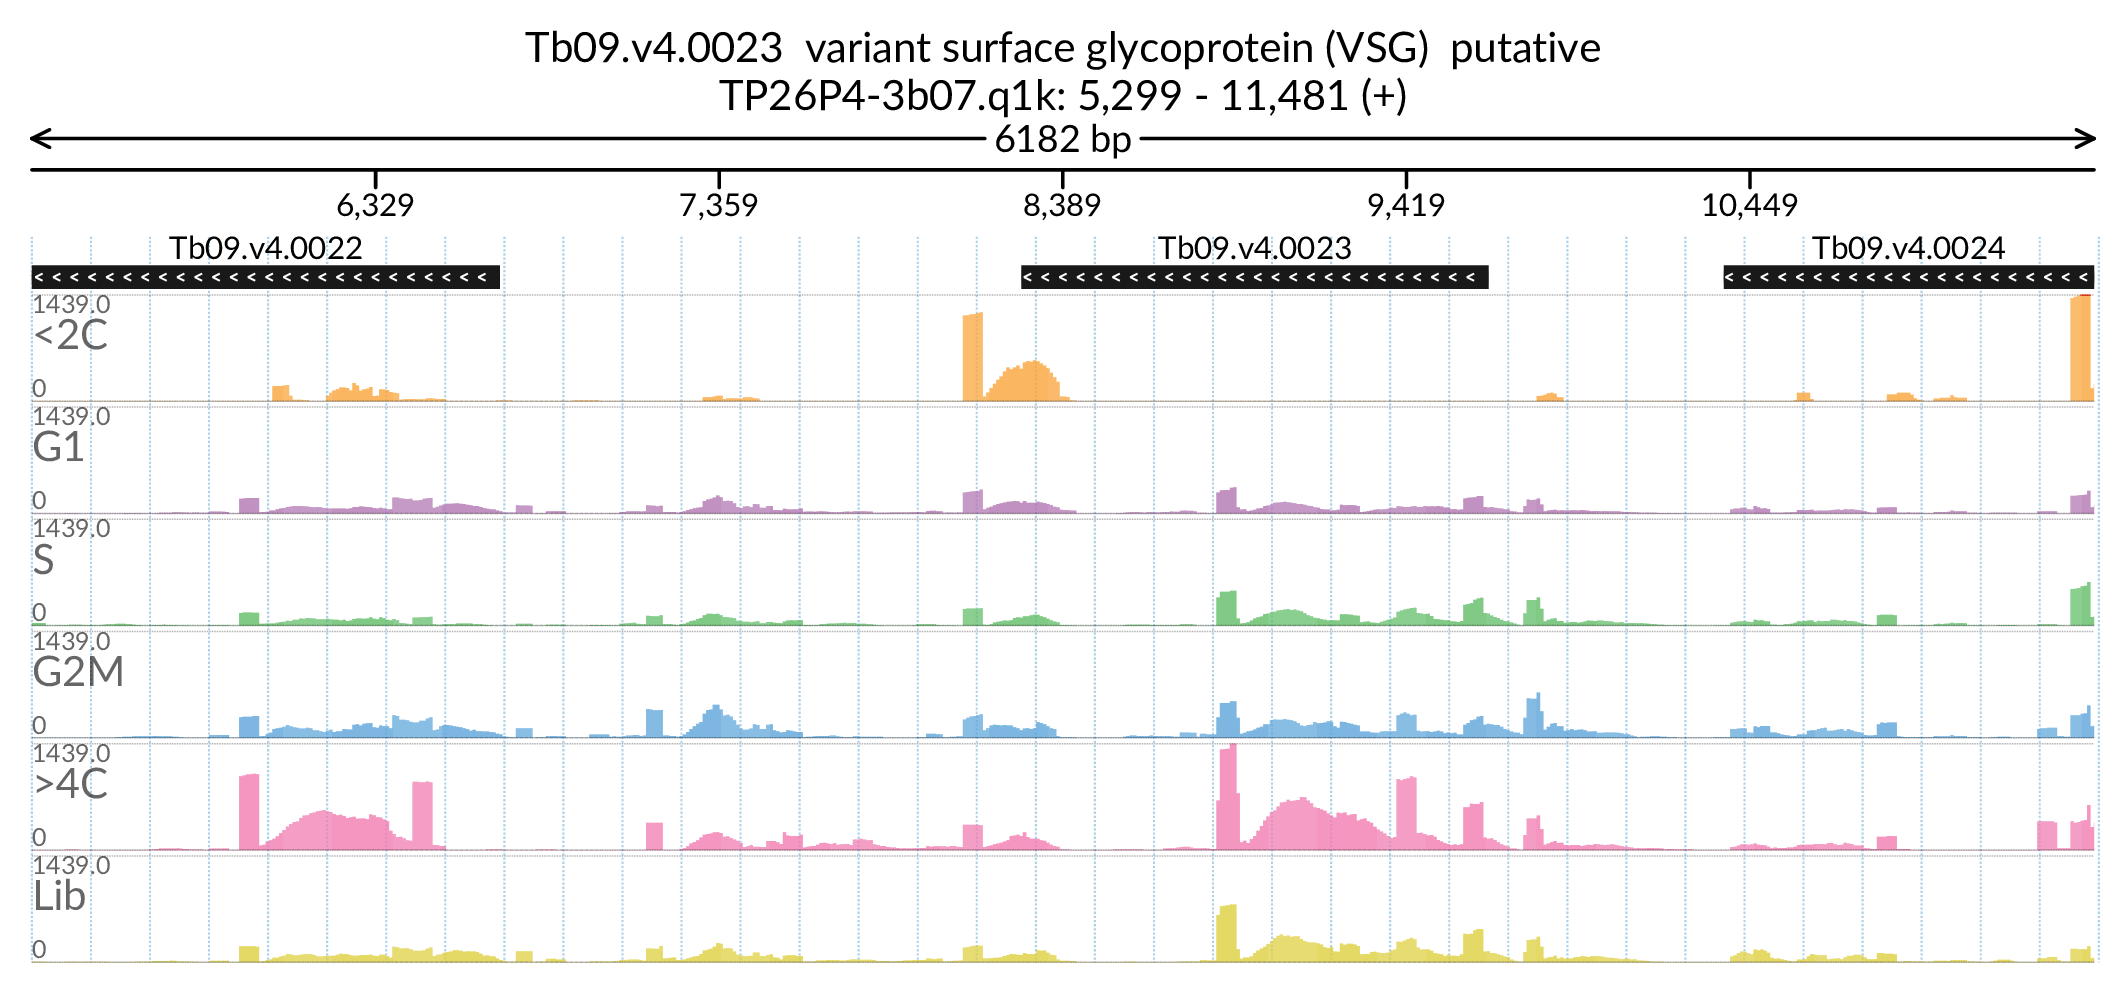 Tb09.v4.0023  variant surface glycoprotein (VSG)  putative
TP26P4-3b07.q1k: 5,299 - 11,481 (+)
6182 bp
6,329 7,359 8,389 9,419 10,449
Tb09.v4.0022 Tb09.v4.0023 Tb09.v4.0024
1439.0
<2C
0
1439.0
G1
0
1439.0
S
0
1439.0
G2M
0
1439.0
>4C
0
1439.0
Lib
0